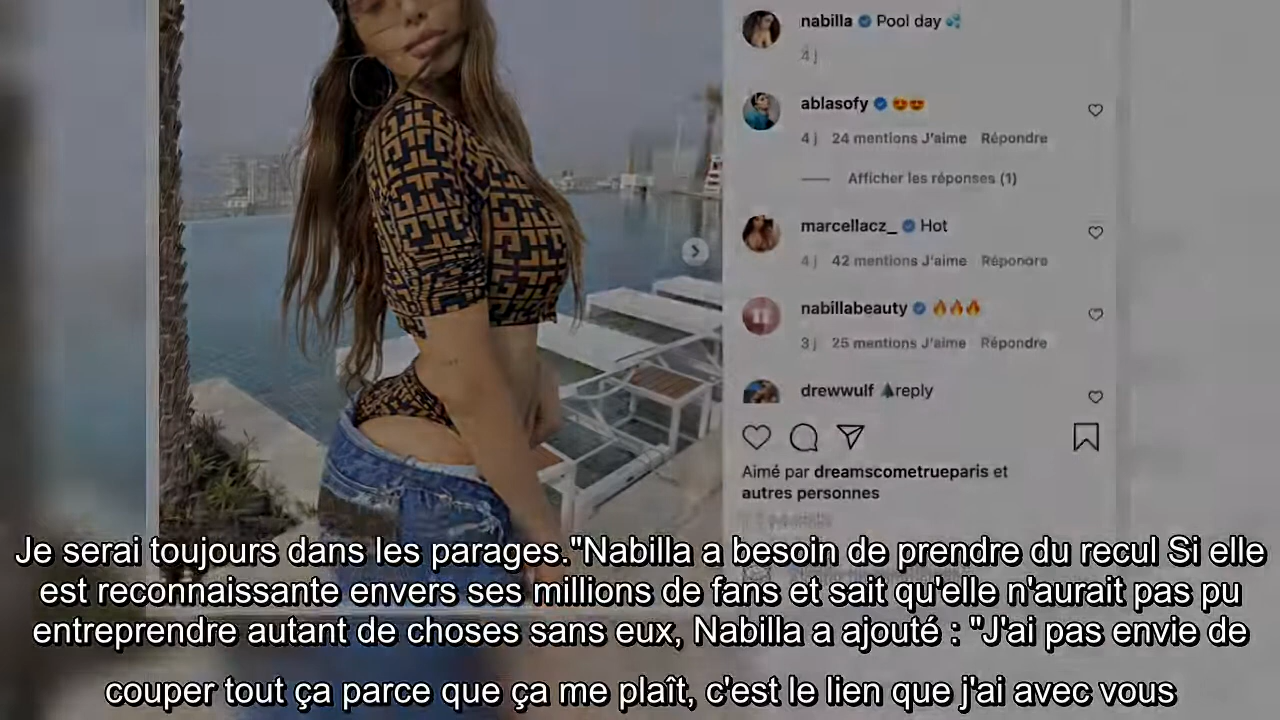 nabilla Pool day
4 j
ablasofy
4 j 24 mentions J'aime Répondre
Afficher les réponses (1)
marcellacz_ Hot
4 j 42 mentions J'aime Répondre
nabillabeauty
3 j 25 mentions J'aime Répondre
drewwulf reply
Aimé par dreamscometrueparis et
autres personnes
Je serai toujours dans les parages."Nabilla a besoin de prendre du recul Si elle
est reconnaissante envers ses millions de fans et sait qu'elle n'aurait pas pu
entreprendre autant de choses sans eux, Nabilla a ajouté : "J'ai pas envie de
couper tout ça parce que ça me plaît, c'est le lien que j'ai avec vous